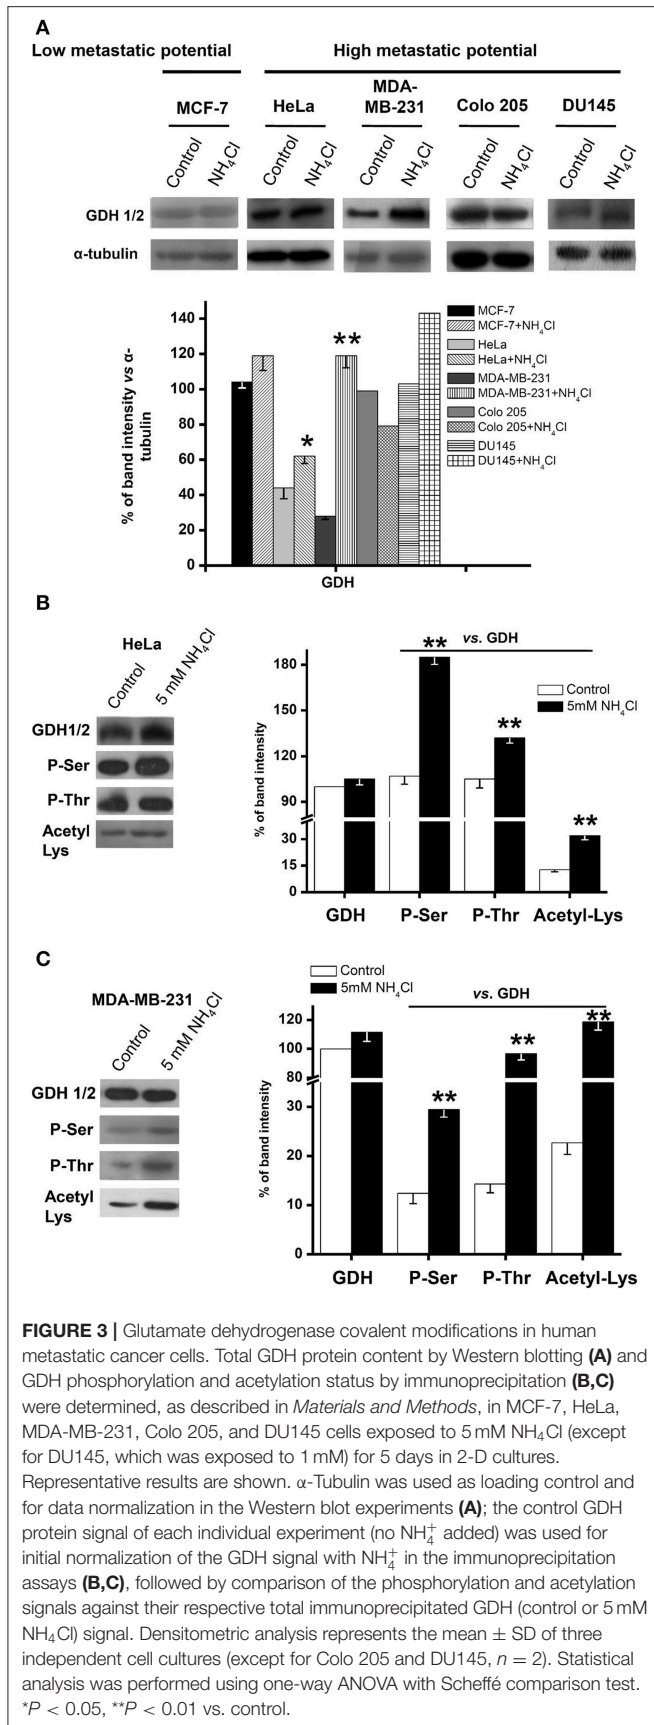 A
Low metastatic potential
High metastatic potential
MCF-7
HeLa
MDA-
MB-231
Colo 205
DU145
Control
NH4Cl
Control
NH4Cl
Control
NH4Cl
Control
NH4Cl
Control
NH4Cl
GDH 1/2
α-tubulin
% of band intensity vs α-
tubulin
140
120
100
80
60
40
20
0
*
**
GDH
MCF-7
MCF-7+NH4Cl
HeLa
HeLa+NH4Cl
MDA-MB-231
MDA-MB-231+NH4Cl
Colo 205
Colo 205+NH4Cl
DU145
DU145+NH4Cl
B
HeLa
Control
5 mM NH4Cl
GDH1/2
P-Ser
P-Thr
Acetyl
Lys
% of band intensity
180
120
90
30
15
0
vs. GDH
Control
5mM NH4Cl
**
**
**
GDH
P-Ser
P-Thr
Acetyl-Lys
C
MDA-MB-231
Control
5 mM NH4Cl
GDH 1/2
P-Ser
P-Thr
Acetyl
Lys
Control
5mM NH4Cl
vs. GDH
% of band intensity
120
100
80
30
20
10
0
**
**
**
GDH
P-Ser
P-Thr
Acetyl-Lys
FIGURE 3 | Glutamate dehydrogenase covalent modifications in human
metastatic cancer cells. Total GDH protein content by Western blotting (A) and
GDH phosphorylation and acetylation status by immunoprecipitation (B,C)
were determined, as described in Materials and Methods, in MCF-7, HeLa,
MDA-MB-231, Colo 205, and DU145 cells exposed to 5 mM NH4Cl (except
for DU145, which was exposed to 1 mM) for 5 days in 2-D cultures.
Representative results are shown. α-Tubulin was used as loading control and
for data normalization in the Western blot experiments (A); the control GDH
protein signal of each individual experiment (no NH4+ added) was used for
initial normalization of the GDH signal with NH4+ in the immunoprecipitation
assays (B,C), followed by comparison of the phosphorylation and acetylation
signals against their respective total immunoprecipitated GDH (control or 5 mM
NH4Cl) signal. Densitometric analysis represents the mean ± SD of three
independent cell cultures (except for Colo 205 and DU145, n = 2). Statistical
analysis was performed using one-way ANOVA with Scheffé comparison test.
*P < 0.05, **P < 0.01 vs. control.